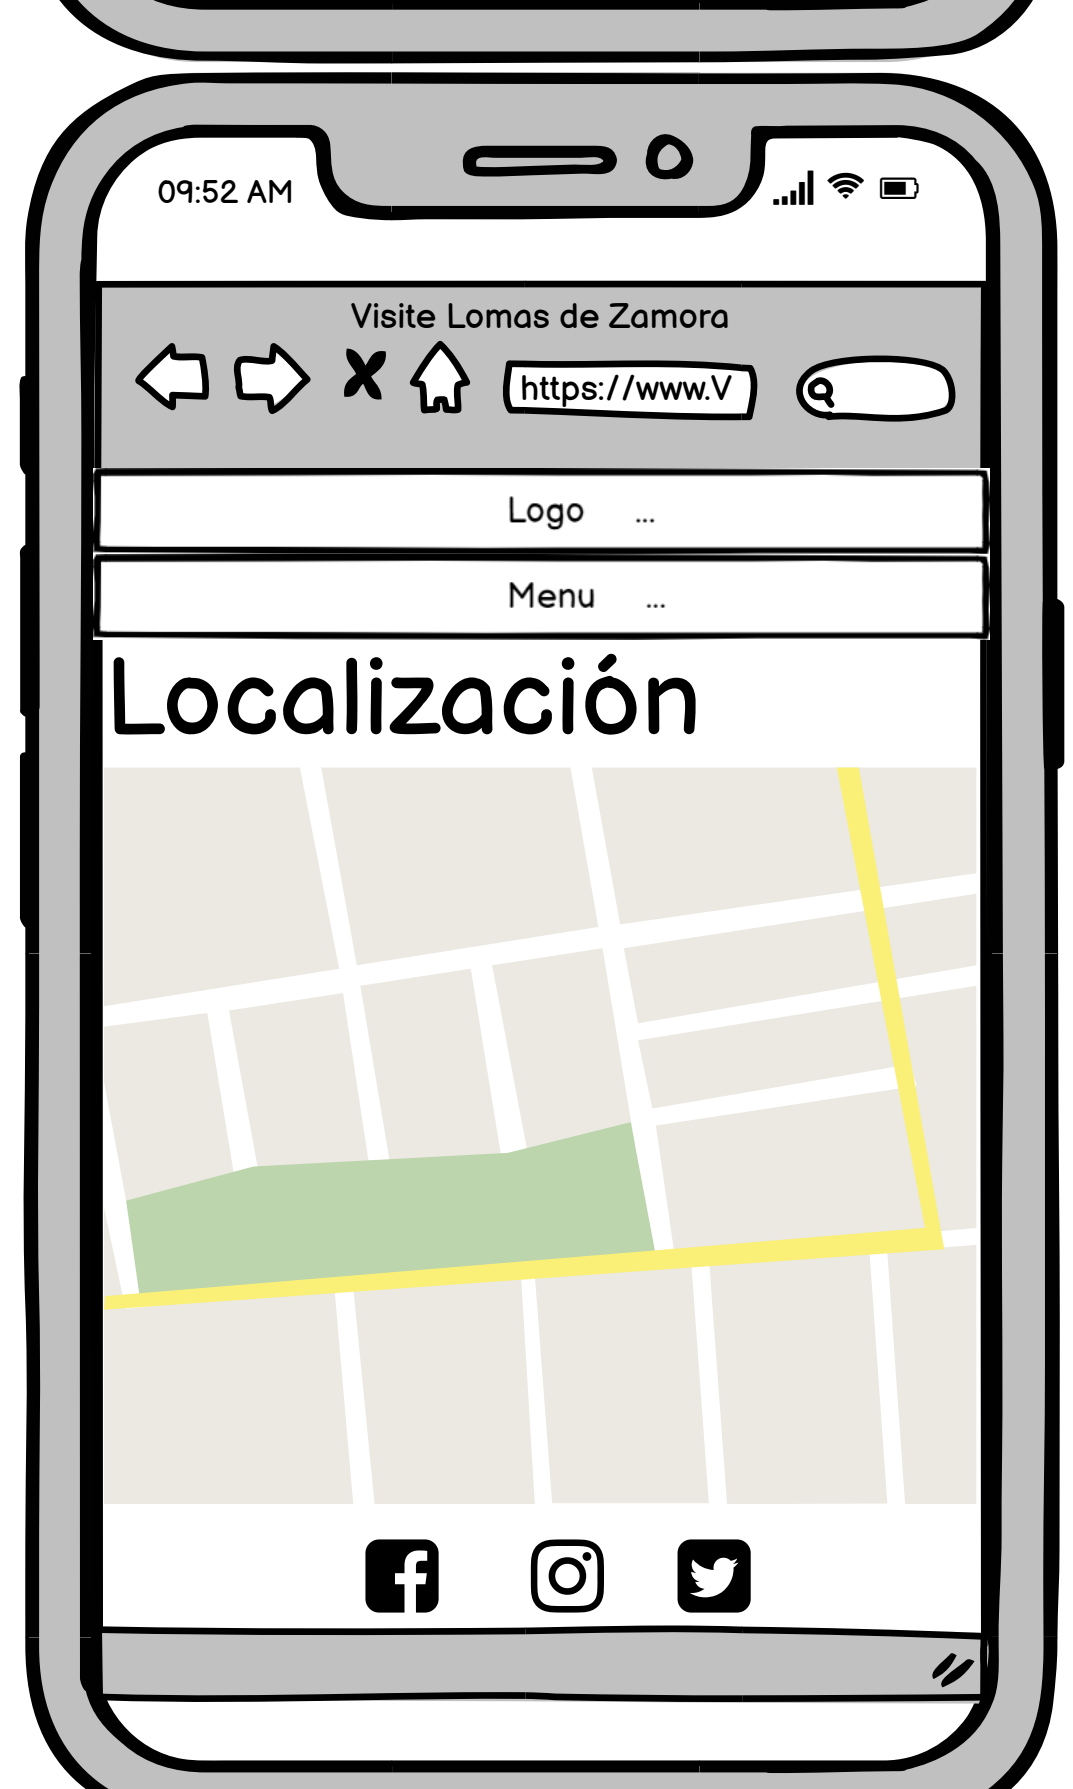 09:52 AM
Visite Lomas de Zamora
https://www.V
Logo ...
Menu ...
Localización